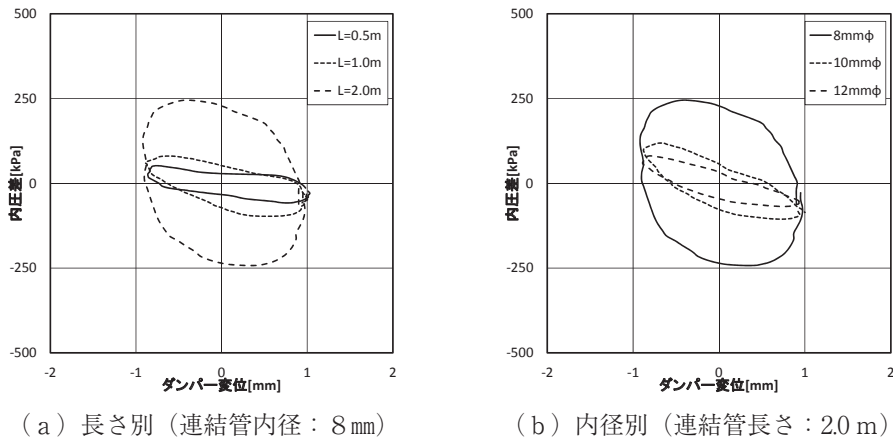 500
250
0
-250
-500
-2
-1
0
1
2
内圧差[kPa]
ダンパー変位[mm]
L=0.5m
L=1.0m
L=2.0m
(a)長さ別(連結管内径:8㎜)
500
250
0
-250
-500
-2
-1
0
1
2
内圧差[kPa]
ダンパー変位[mm]
8mmφ
10mmφ
12mmφ
(b)内径別(連結管長さ:2.0 m)